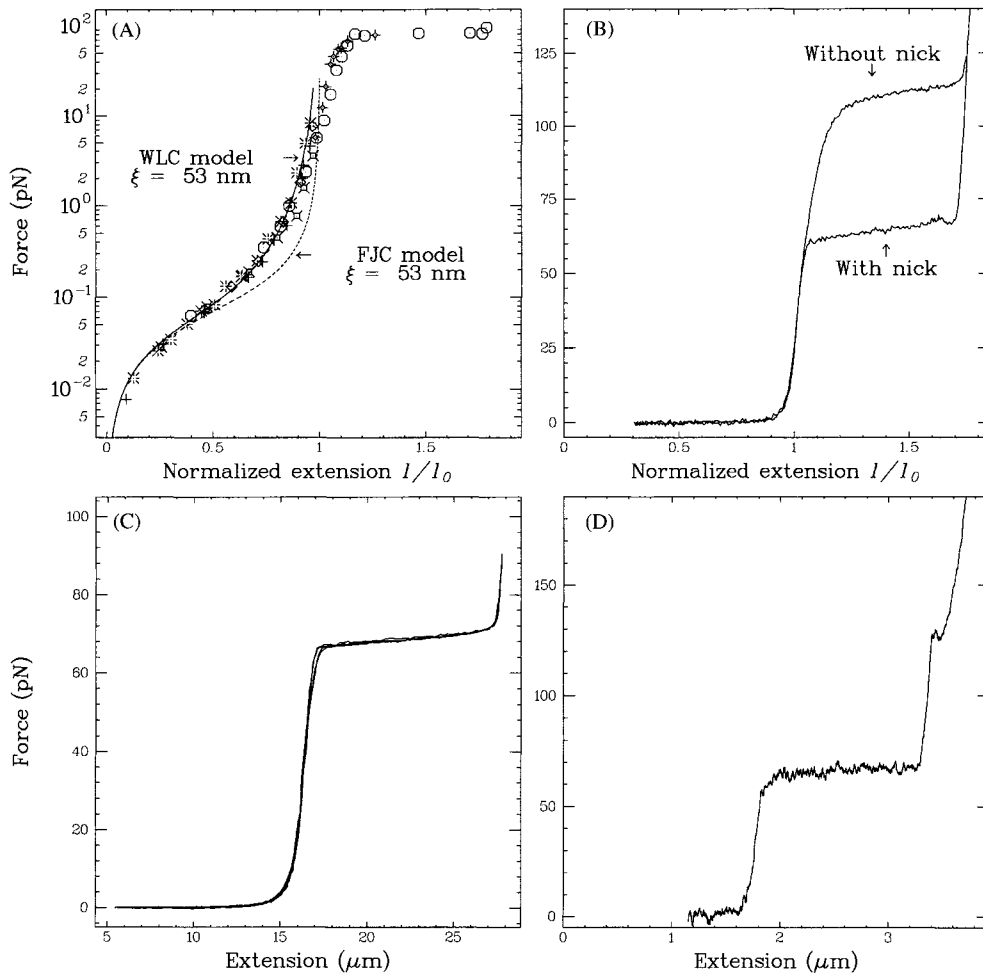 (A)
Force (pN)
10²
5
2
10¹
5
2
10⁰
5
2
10⁻¹
5
2
10⁻²
5
WLC model
ξ = 53 nm
FJC model
ξ = 53 nm
0
0.5
1
1.5
Normalized extension l/l₀
(B)
125
100
75
50
25
0
Without nick
With nick
0
0.5
1
1.5
Normalized extension l/l₀
(C)
Force (pN)
100
80
60
40
20
0
5
10
15
20
25
Extension (μm)
(D)
150
100
50
0
0
1
2
3
Extension (μm)